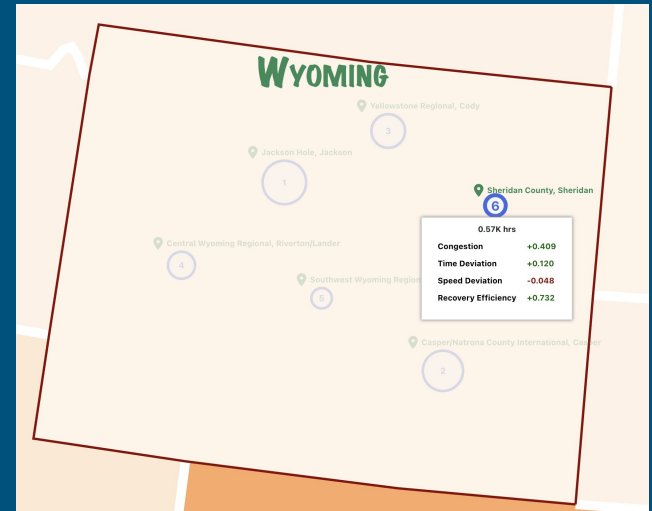 WYOMING
Yellowstone Regional, Cody
3
Jackson Hole, Jackson
1
Sheridan County, Sheridan
6
0.57K hrs
Congestion +0.409
Time Deviation +0.120
Speed Deviation -0.048
Recovery Efficiency +0.732
Central Wyoming Regional, Riverton/Lander
4
Southwest Wyoming Region
5
Casper/Natrona County International, Casper
2